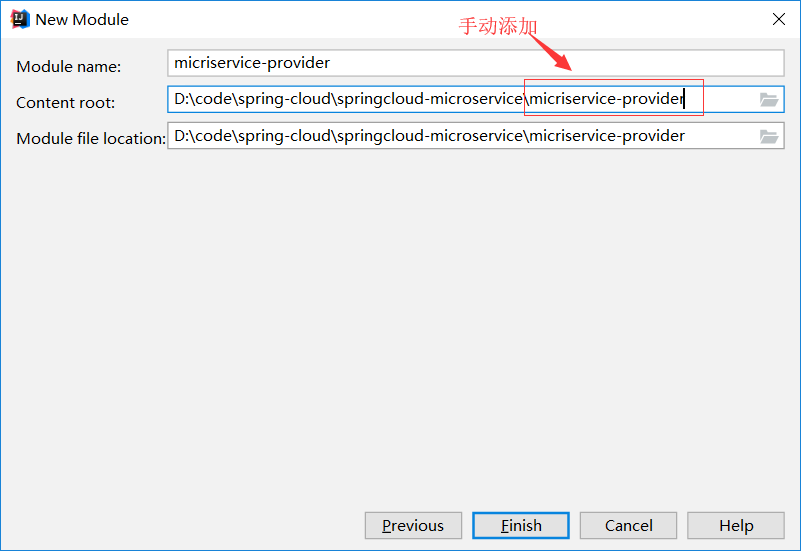 New Module
手动添加
Module name: micriservice-provider
Content root: D:\code\spring-cloud\springcloud-microservice\micriservice-provider
Module file location: D:\code\spring-cloud\springcloud-microservice\micriservice-provider
Previous Finish Cancel Help